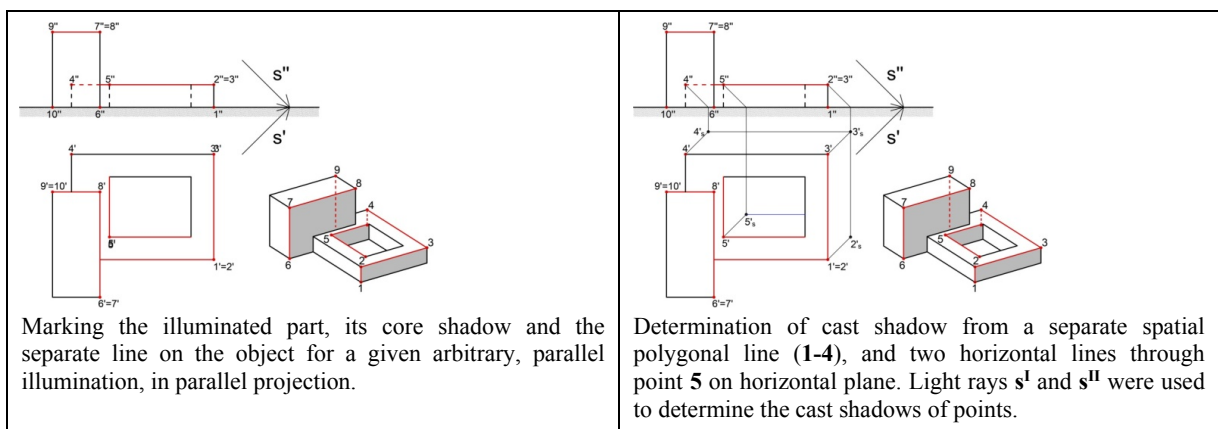 9" 7"=8"
4" 5" 2"=3" s"
10" 6" 1"
s'
4' 3'
9'=10' 8'
5'
1'=2'
6'=7'
9
8
7
4
5
3
6
2
1
Marking the illuminated part, its core shadow and the
separate line on the object for a given arbitrary, parallel
illumination, in parallel projection.
9" 7"=8"
4" 5" 2"=3" s"
10" 6" 1"
s'
4's 3's
4' 3'
9'=10' 8'
5's
5' 2's
1'=2'
6'=7'
9
8
7
4
5
3
6
2
1
Determination of cast shadow from a separate spatial
polygonal line (1-4), and two horizontal lines through
point 5 on horizontal plane. Light rays sI and sII were used
to determine the cast shadows of points.